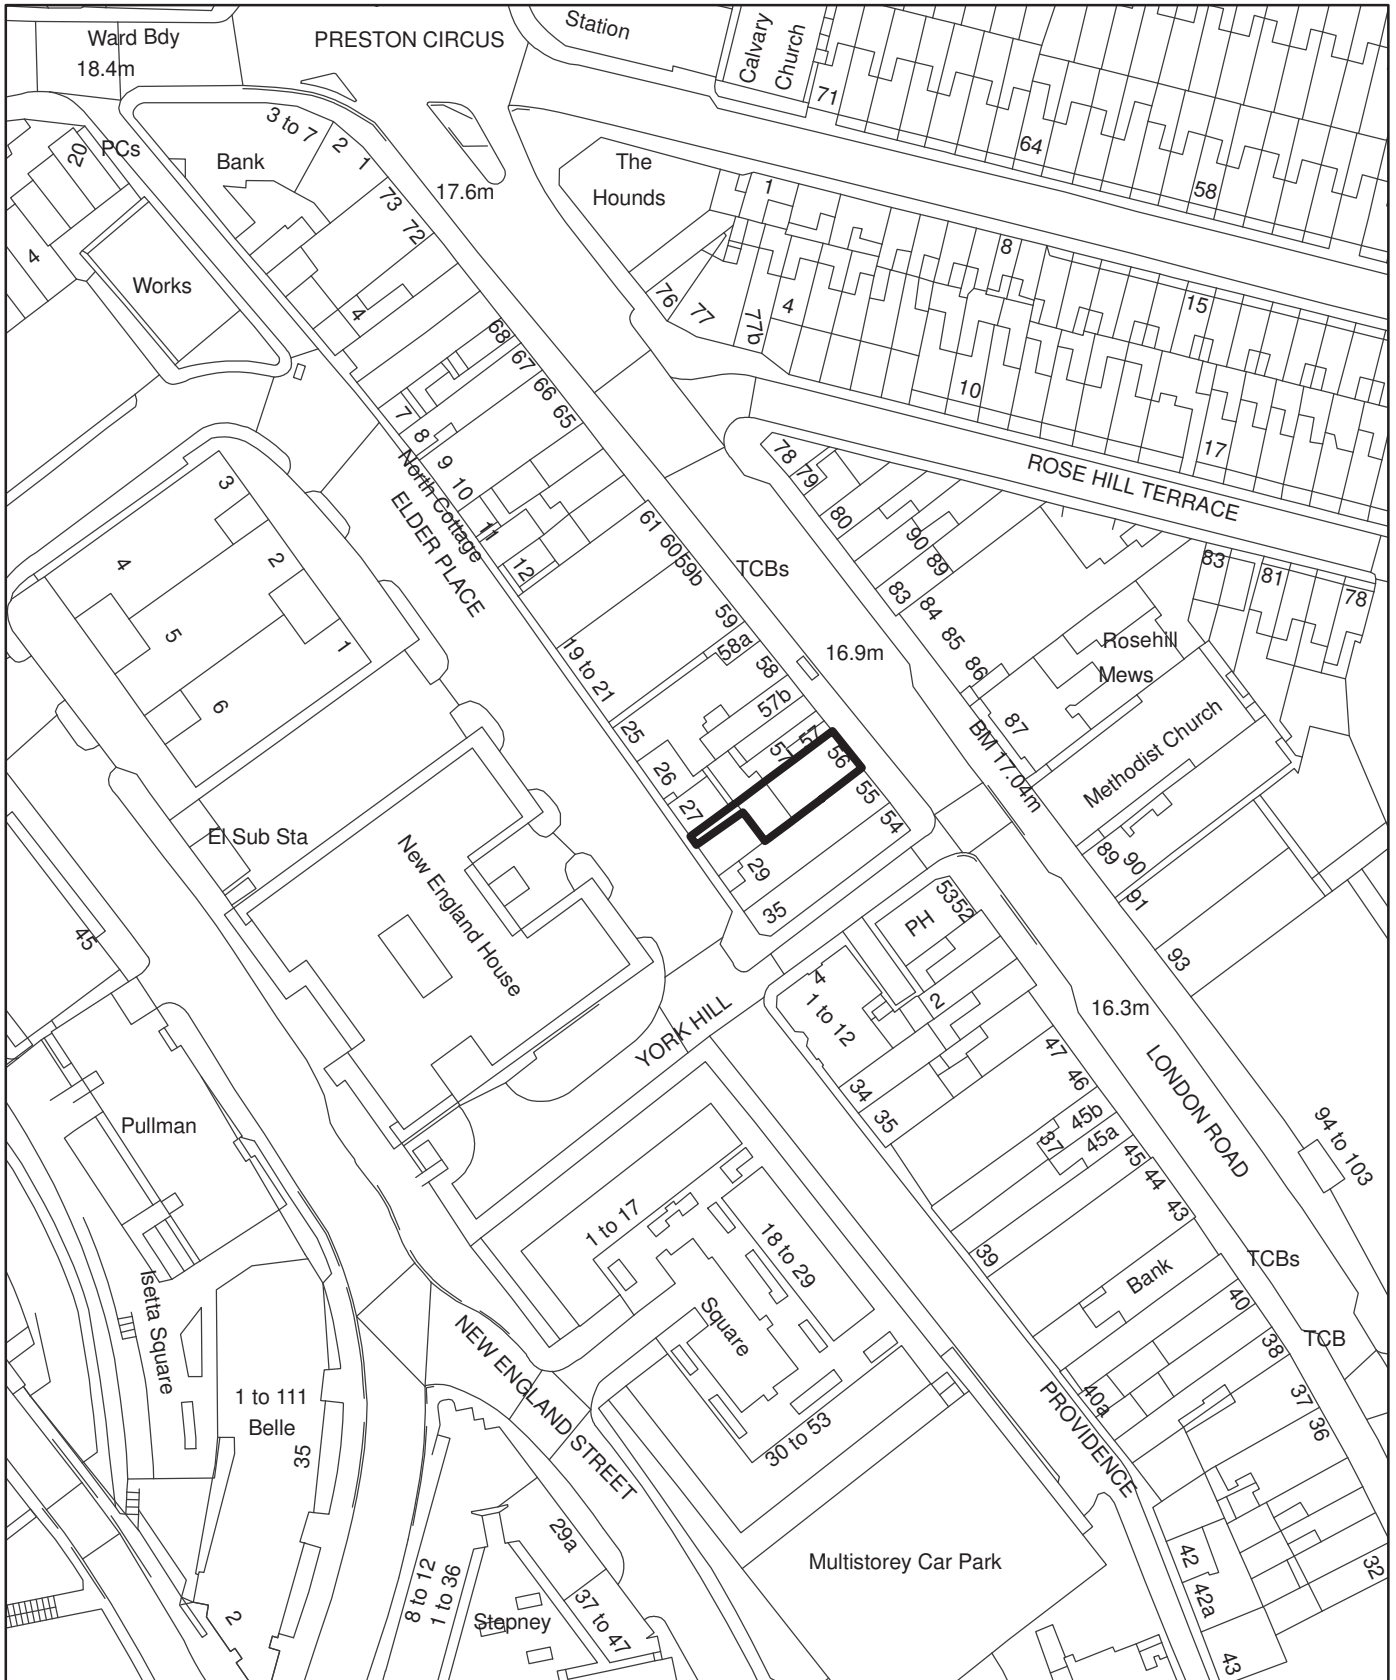 Ward Bdy
18.4m
PRESTON CIRCUS
Station
Calvary
Church
71
64
58
3 to 7
2
1
Bank
PCs
20
4
Works
73
72
17.6m
The
Hounds
1
8
15
76
77
77b
4
10
17
4
68
67
66
65
7
8
9
10
11
12
North Cottage
ELDER PLACE
78
79
80
ROSE HILL TERRACE
3
4
2
5
1
6
61
60
59b
TCBs
90
89
83
84
85
86
83
81
78
59
58a
58
16.9m
Rosehill
Mews
19 to 21
25
26
27
57b
57
57
56
55
54
87
BM 17.04m
Methodist Church
El Sub Sta
New England House
45
29
35
89
90
91
93
53
52
PH
4
1 to 12
2
YORK HILL
16.3m
34
35
47
46
45b
45a
37
45
44
43
LONDON ROAD
94 to 103
Pullman
Isetta Square
1 to 17
18 to 29
Square
39
Bank
40
38
TCBs
TCB
37
36
40a
PROVIDENCE
NEW ENGLAND STREET
1 to 111
Belle
35
30 to 53
29a
8 to 12
1 to 36
Stepney
37 to 47
Multistorey Car Park
42
42a
43
32
2